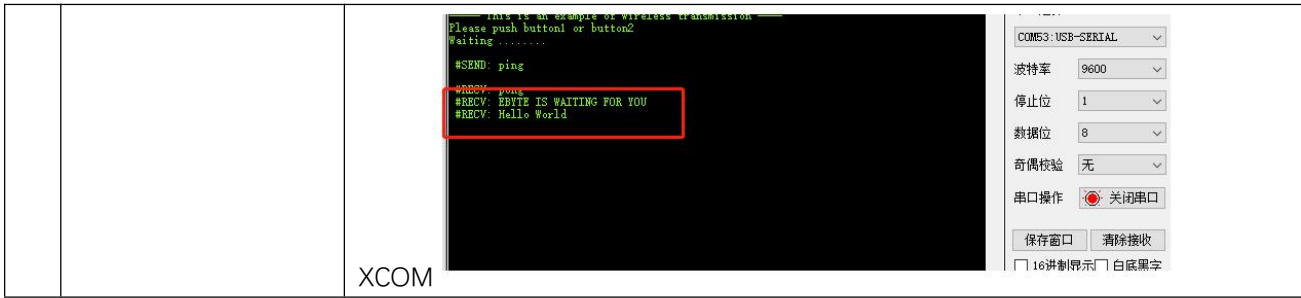 ━━━━ This is an example of wireless transmission ━━━━
Please push button1 or button2
Waiting ........
#SEND: ping
#RECV: pong
#RECV: EBYTE IS WAITING FOR YOU
#RECV: Hello World
COM53:USB-SERIAL
波特率 9600
停止位 1
数据位 8
奇偶校验 无
串口操作 关闭串口
保存窗口 清除接收
16进制显示 白底黑字
XCOM